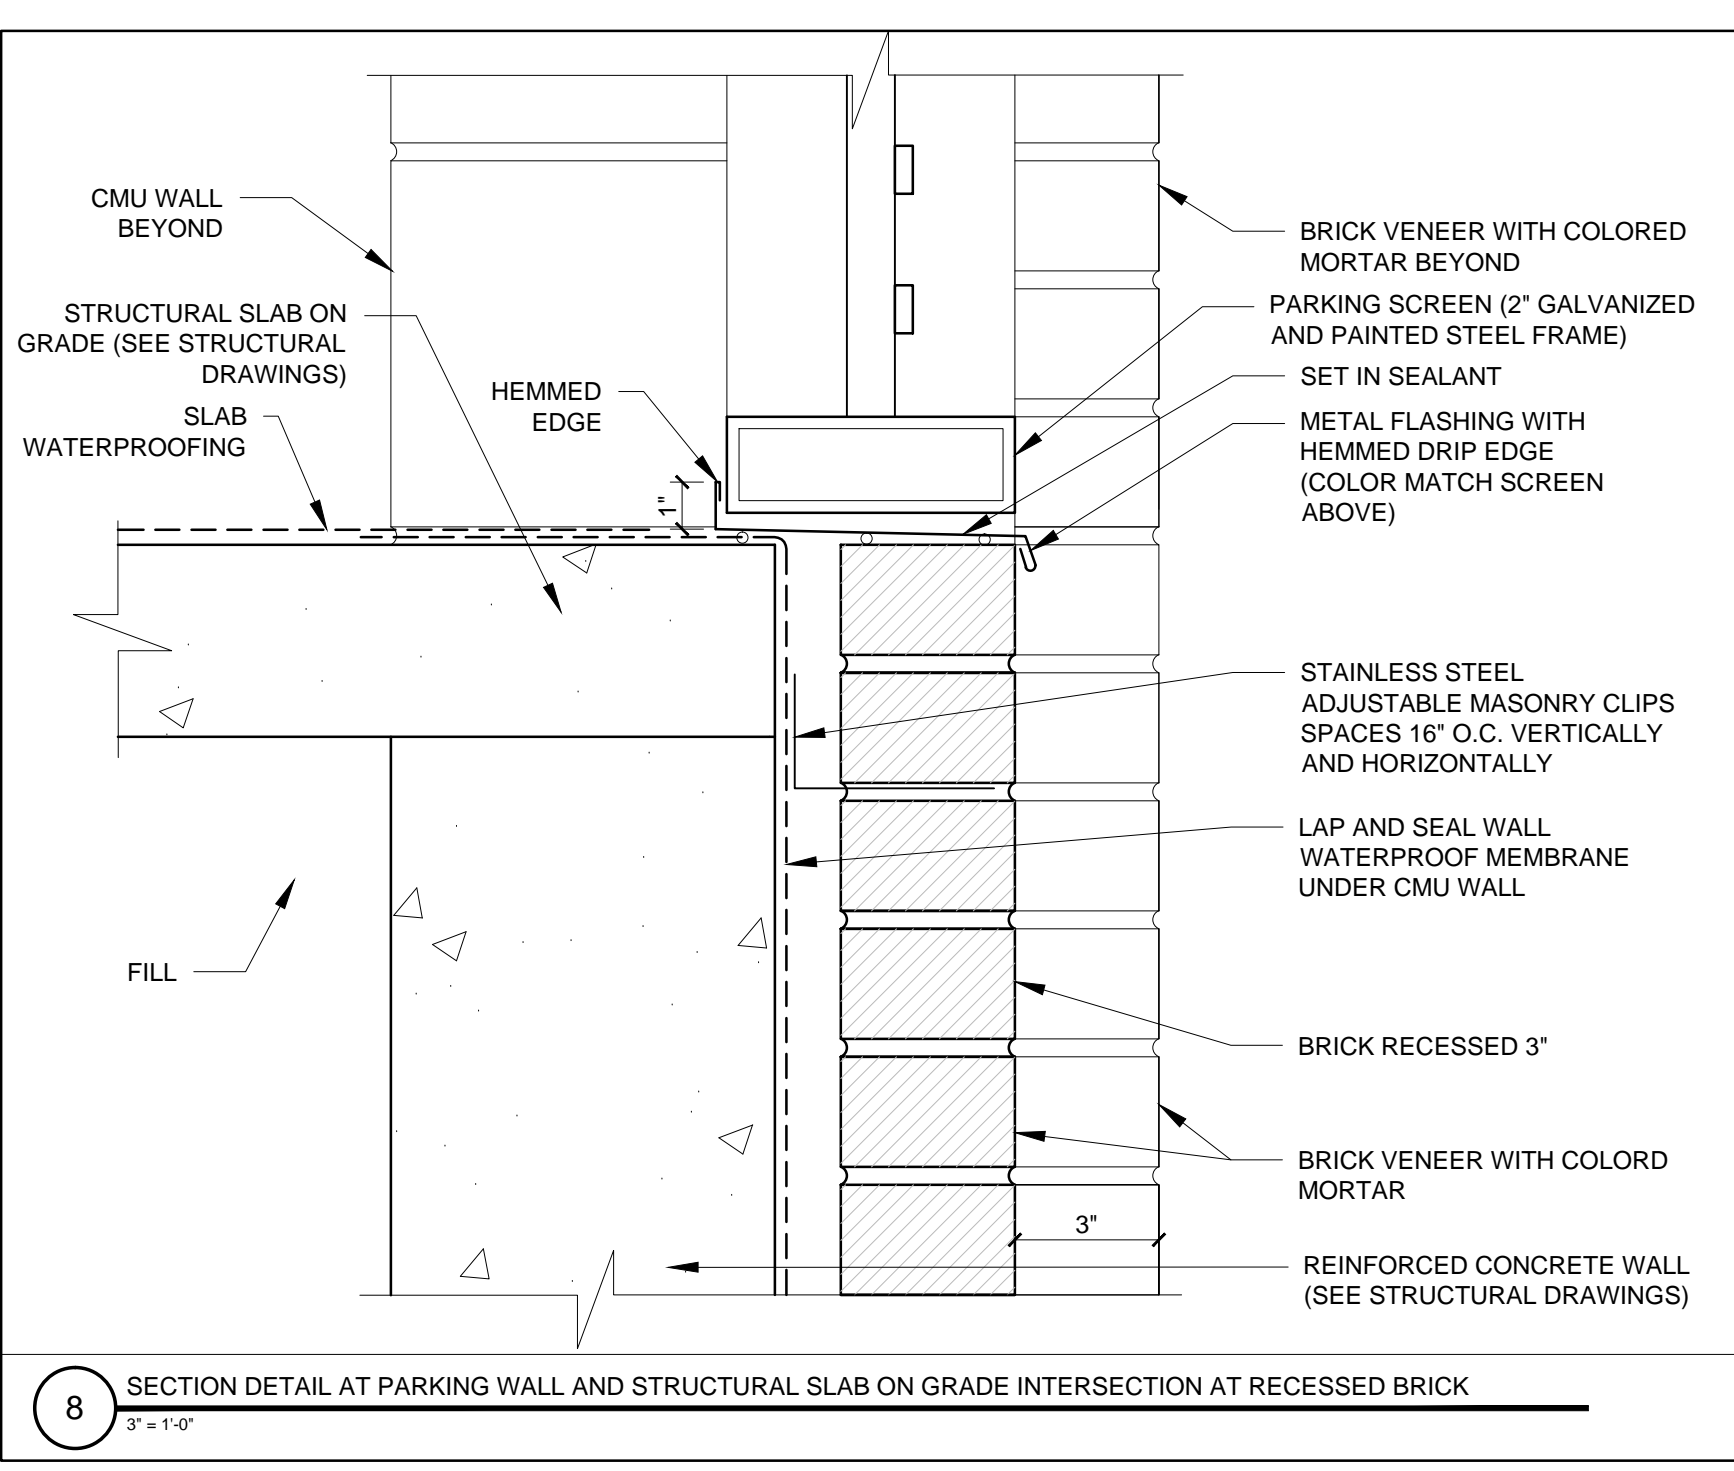 CMU WALL
BEYOND
STRUCTURAL SLAB ON
GRADE (SEE STRUCTURAL
DRAWINGS)
SLAB
WATERPROOFING
HEMMED
EDGE
1"
FILL
BRICK VENEER WITH COLORED
MORTAR BEYOND
PARKING SCREEN (2" GALVANIZED
AND PAINTED STEEL FRAME)
SET IN SEALANT
METAL FLASHING WITH
HEMMED DRIP EDGE
(COLOR MATCH SCREEN
ABOVE)
STAINLESS STEEL
ADJUSTABLE MASONRY CLIPS
SPACES 16" O.C. VERTICALLY
AND HORIZONTALLY
LAP AND SEAL WALL
WATERPROOF MEMBRANE
UNDER CMU WALL
BRICK RECESSED 3"
BRICK VENEER WITH COLORD
MORTAR
3"
REINFORCED CONCRETE WALL
(SEE STRUCTURAL DRAWINGS)
8
SECTION DETAIL AT PARKING WALL AND STRUCTURAL SLAB ON GRADE INTERSECTION AT RECESSED BRICK
3" = 1'-0"